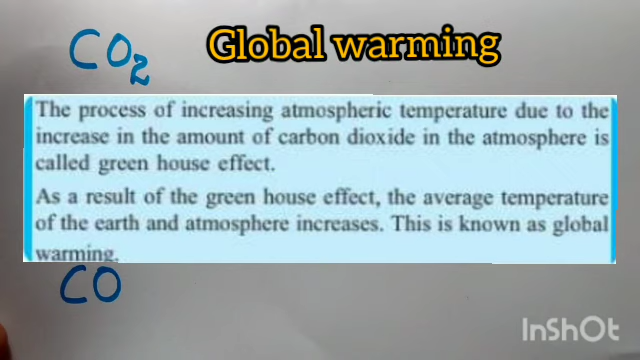 CO2
Global warming
The process of increasing atmospheric temperature due to the
increase in the amount of carbon dioxide in the atmosphere is
called green house effect.
As a result of the green house effect, the average temperature
of the earth and atmosphere increases. This is known as global
warming.
CO
InShOt